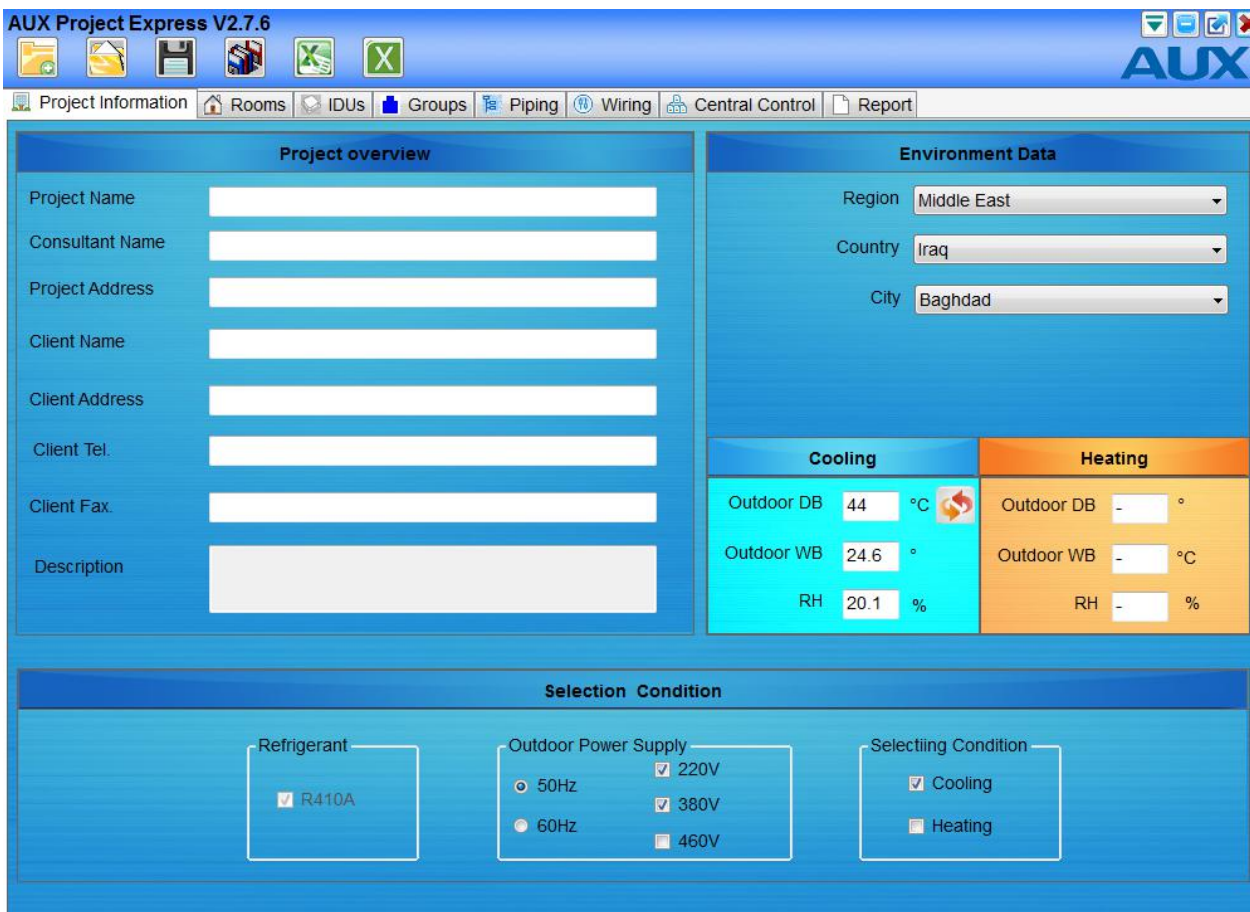 AUX Project Express V2.7.6
AUX
Project Information Rooms IDUs Groups Piping Wiring Central Control Report
Project overview
Project Name
Consultant Name
Project Address
Client Name
Client Address
Client Tel.
Client Fax.
Description
Environment Data
Region Middle East
Country Iraq
City Baghdad
Cooling
Outdoor DB 44 °C
Outdoor WB 24.6 °
RH 20.1 %
Heating
Outdoor DB - °
Outdoor WB - °C
RH - %
Selection Condition
Refrigerant
R410A
Outdoor Power Supply
50Hz
60Hz
220V
380V
460V
Selectiing Condition
Cooling
Heating